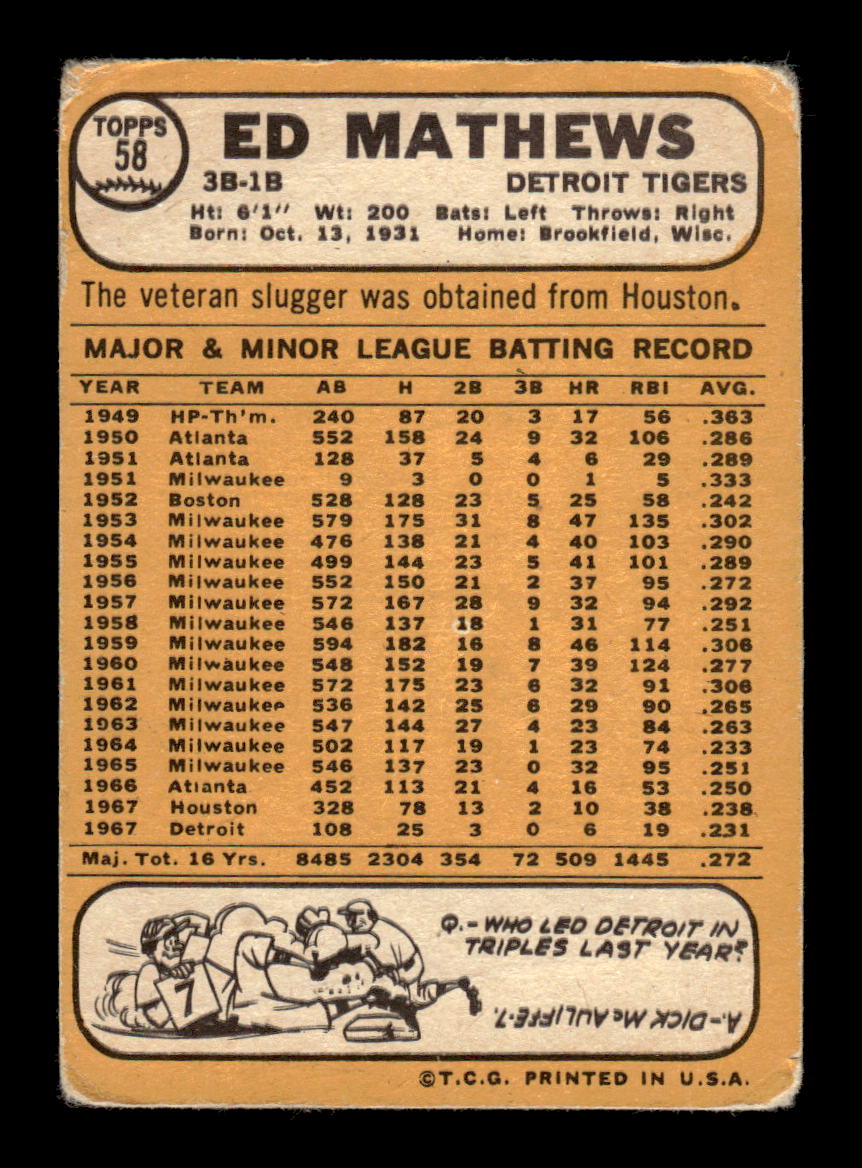 TOPPS
58
ED MATHEWS
3B-1B DETROIT TIGERS
Ht: 6'1" Wt: 200 Bats: Left Throws: Right
Born: Oct. 13, 1931 Home: Brookfield, Wisc.
The veteran slugger was obtained from Houston.
MAJOR & MINOR LEAGUE BATTING RECORD
YEAR TEAM AB H 2B 3B HR RBI AVG.
1949 HP-Th'm. 240 87 20 3 17 56 .363
1950 Atlanta 552 158 24 9 32 106 .286
1951 Atlanta 128 37 5 4 6 29 .289
1951 Milwaukee 9 3 0 0 1 5 .333
1952 Boston 528 128 23 5 25 58 .242
1953 Milwaukee 579 175 31 8 47 135 .302
1954 Milwaukee 476 138 21 4 40 103 .290
1955 Milwaukee 499 144 23 5 41 101 .289
1956 Milwaukee 552 150 21 2 37 95 .272
1957 Milwaukee 572 167 28 9 32 94 .292
1958 Milwaukee 546 137 18 1 31 77 .251
1959 Milwaukee 594 182 16 8 46 114 .306
1960 Milwaukee 548 152 19 7 39 124 .277
1961 Milwaukee 572 175 23 6 32 91 .306
1962 Milwaukee 536 142 25 6 29 90 .265
1963 Milwaukee 547 144 27 4 23 84 .263
1964 Milwaukee 502 117 19 1 23 74 .233
1965 Milwaukee 546 137 23 0 32 95 .251
1966 Atlanta 452 113 21 4 16 53 .250
1967 Houston 328 78 13 2 10 38 .238
1967 Detroit 108 25 3 0 6 19 .231
Maj. Tot. 16 Yrs. 8485 2304 354 72 509 1445 .272
Q.-WHO LED DETROIT IN
TRIPLES LAST YEAR?
7
A-DICK McAULIFFE-7.
©T.C.G. PRINTED IN U.S.A.